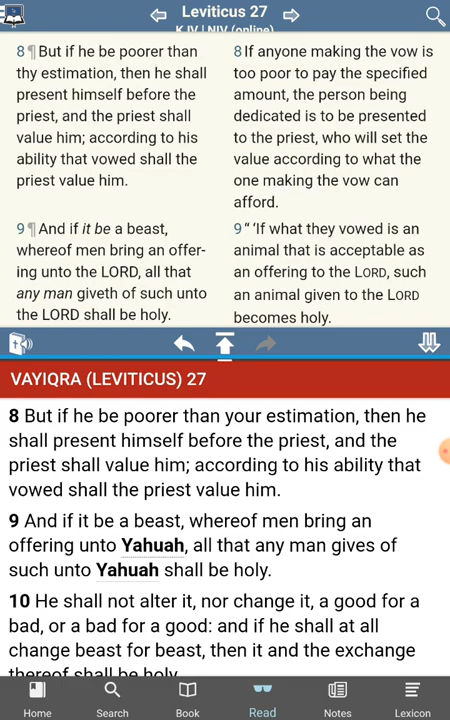 Leviticus 27
KJV | NIV (online)
8 ¶ But if he be poorer than
thy estimation, then he shall
present himself before the
priest, and the priest shall
value him; according to his
ability that vowed shall the
priest value him.
9 ¶ And if it be a beast,
whereof men bring an offer-
ing unto the LORD, all that
any man giveth of such unto
the LORD shall be holy.
8 If anyone making the vow is
too poor to pay the specified
amount, the person being
dedicated is to be presented
to the priest, who will set the
value according to what the
one making the vow can
afford.
9 “ ‘If what they vowed is an
animal that is acceptable as
an offering to the LORD, such
an animal given to the LORD
becomes holy.
VAYIQRA (LEVITICUS) 27
8 But if he be poorer than your estimation, then he
shall present himself before the priest, and the
priest shall value him; according to his ability that
vowed shall the priest value him.
9 And if it be a beast, whereof men bring an
offering unto Yahuah, all that any man gives of
such unto Yahuah shall be holy.
10 He shall not alter it, nor change it, a good for a
bad, or a bad for a good: and if he shall at all
change beast for beast, then it and the exchange
thereof shall be holy
Home
Search
Book
Read
Notes
Lexicon